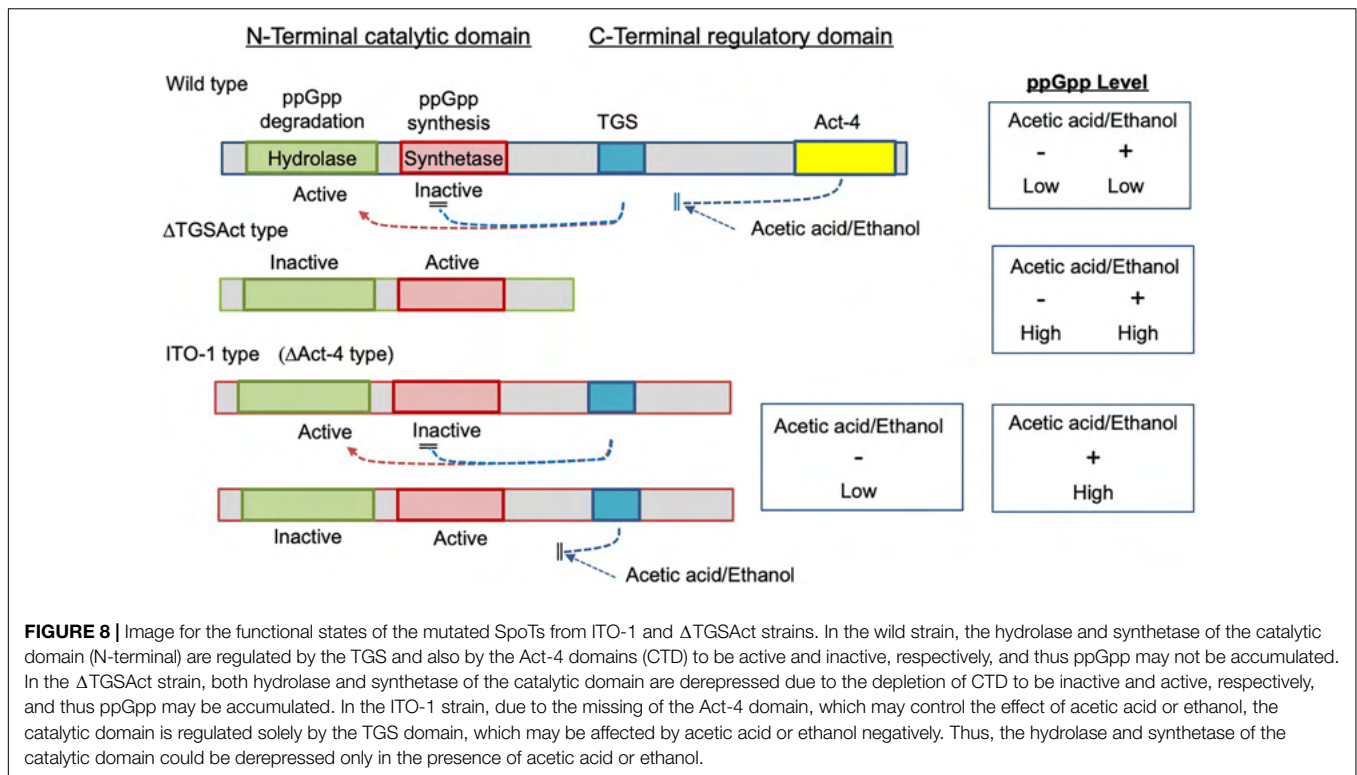 N-Terminal catalytic domain
C-Terminal regulatory domain
Wild type
ppGpp degradation
ppGpp synthesis
TGS
Act-4
Hydrolase
Synthetase
Active
Inactive
Acetic acid/Ethanol
ppGpp Level
Acetic acid/Ethanol
- +
Low Low
ΔTGSAct type
Inactive
Active
Acetic acid/Ethanol
- +
High High
ITO-1 type (ΔAct-4 type)
Active
Inactive
Inactive
Active
Acetic acid/Ethanol
Acetic acid/Ethanol
-
Low
Acetic acid/Ethanol
+
High
FIGURE 8 | Image for the functional states of the mutated SpoTs from ITO-1 and ΔTGSAct strains. In the wild strain, the hydrolase and synthetase of the catalytic
domain (N-terminal) are regulated by the TGS and also by the Act-4 domains (CTD) to be active and inactive, respectively, and thus ppGpp may not be accumulated.
In the ΔTGSAct strain, both hydrolase and synthetase of the catalytic domain are derepressed due to the depletion of CTD to be inactive and active, respectively,
and thus ppGpp may be accumulated. In the ITO-1 strain, due to the missing of the Act-4 domain, which may control the effect of acetic acid or ethanol, the
catalytic domain is regulated solely by the TGS domain, which may be affected by acetic acid or ethanol negatively. Thus, the hydrolase and synthetase of the
catalytic domain could be derepressed only in the presence of acetic acid or ethanol.